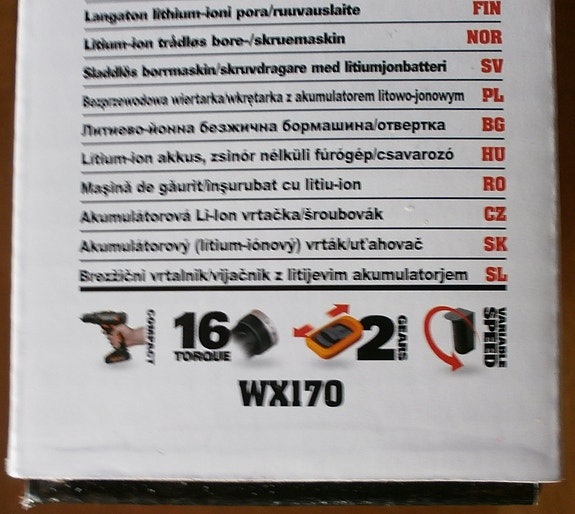 Langaton lithium-ioni pora/ruuvauslaite FIN
Litium-ion trådløs bore-/skruemaskin NOR
Sladdlös borrmaskin/skruvdragare med litiumjonbatteri SV
Bezprzewodowa wiertarka/wkrętarka z akumulatorem litowo-jonowym PL
Литиево-йонна безжична бормашина/отвертка BG
Lítium-ion akkus, zsinór nélküli fúrógép/csavarozó HU
Mașină de găurit/înșurubat cu litiu-ion RO
Akumulátorová Li-Ion vrtačka/šroubovák CZ
Akumulátorový (lítium-iónový) vrták/uťahovač SK
Brezžični vrtalnik/vijačnik z litijevim akumulatorjem SL
COMPACT
16 TORQUE
2 GEARS
VARIABLE SPEED
WX170